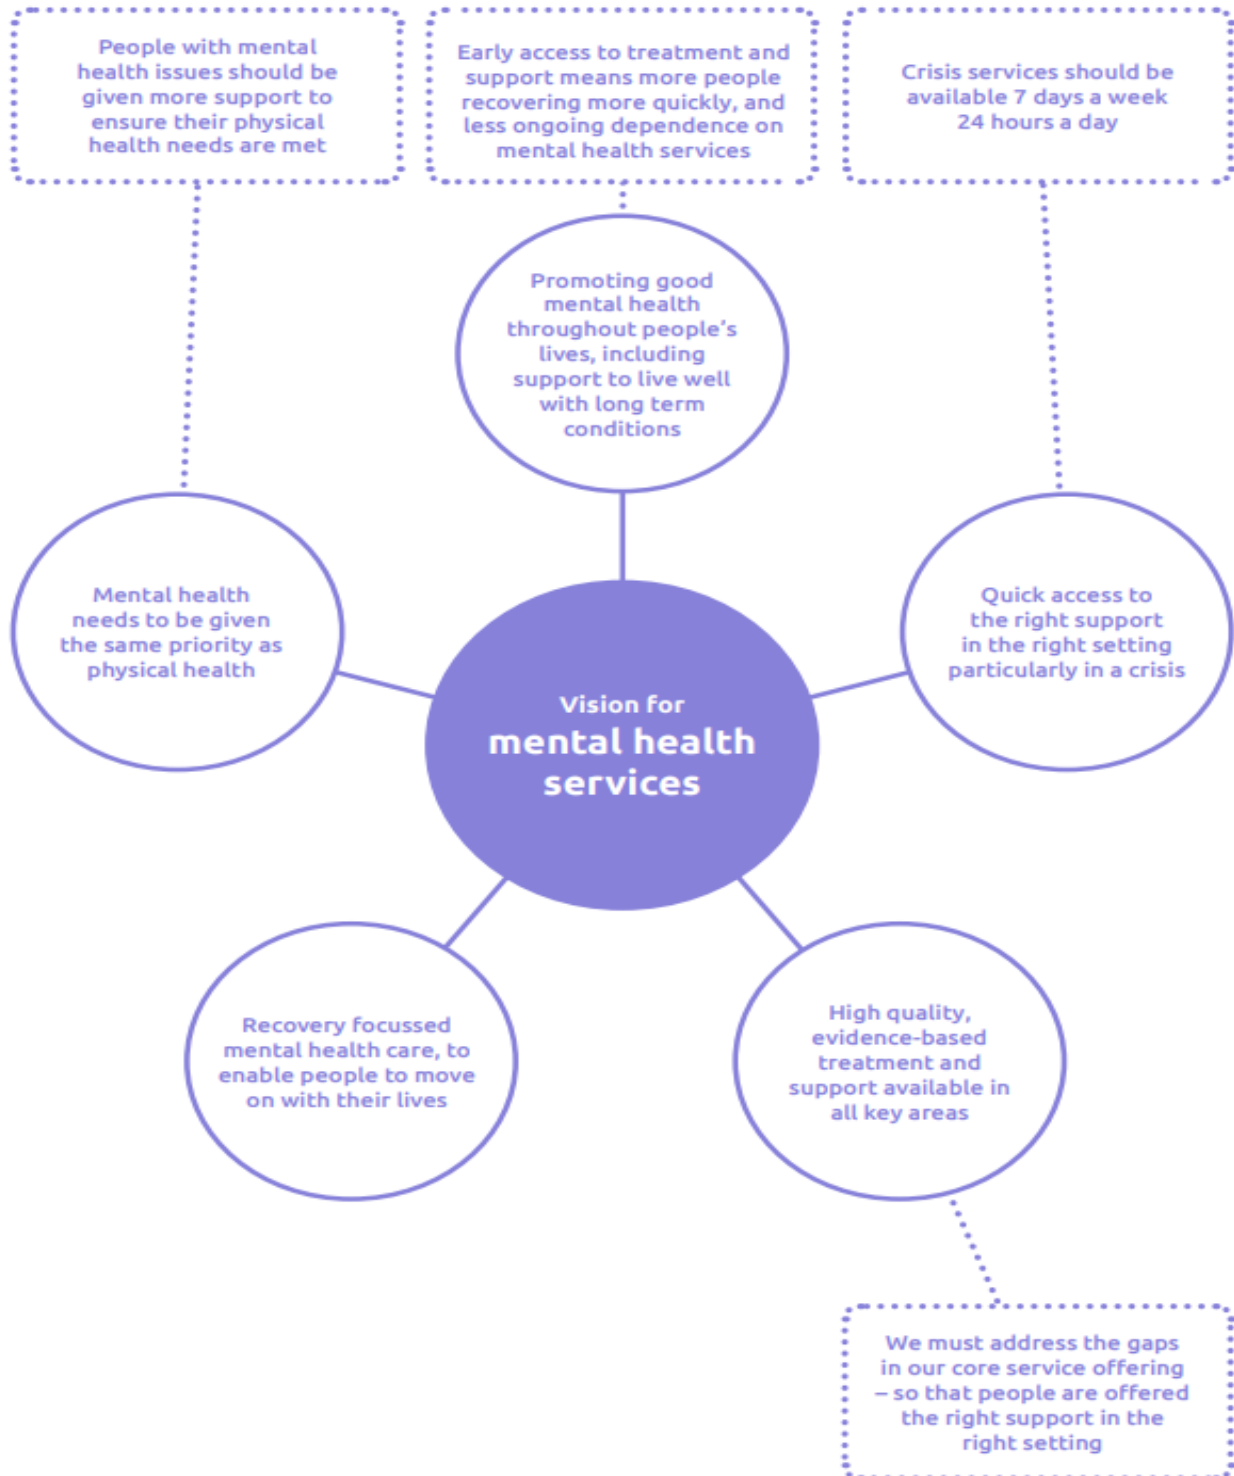 People with mental
health issues should be
given more support to
ensure their physical
health needs are met
Early access to treatment and
support means more people
recovering more quickly, and
less ongoing dependence on
mental health services
Crisis services should be
available 7 days a week
24 hours a day
Promoting good
mental health
throughout people’s
lives, including
support to live well
with long term
conditions
Mental health
needs to be given
the same priority as
physical health
Quick access to
the right support
in the right setting
particularly in a crisis
Vision for
mental health
services
Recovery focussed
mental health care, to
enable people to move
on with their lives
High quality,
evidence-based
treatment and
support available in
all key areas
We must address the gaps
in our core service offering
– so that people are offered
the right support in the
right setting